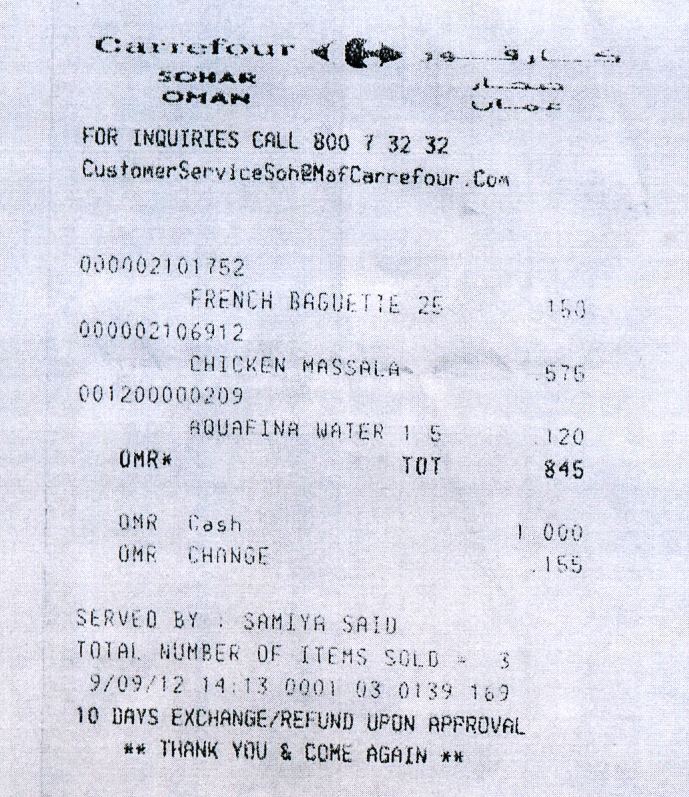 Carrefour كارفور
SOHAR صحار
OMAN عمان
FOR INQUIRIES CALL 800 7 32 32
CustomerServiceSoh@MafCarrefour.Com
000002101752
FRENCH BAGUETTE 25 .150
000002106912
CHICKEN MASSALA .575
001200000209
AQUAFINA WATER 1 5 .120
OMR* TOT 845
OMR Cash 1 000
OMR CHANGE .155
SERVED BY : SAMIYA SAID
TOTAL NUMBER OF ITEMS SOLD = 3
9/09/12 14:13 0001 03 0139 169
10 DAYS EXCHANGE/REFUND UPON APPROVAL
** THANK YOU & COME AGAIN **